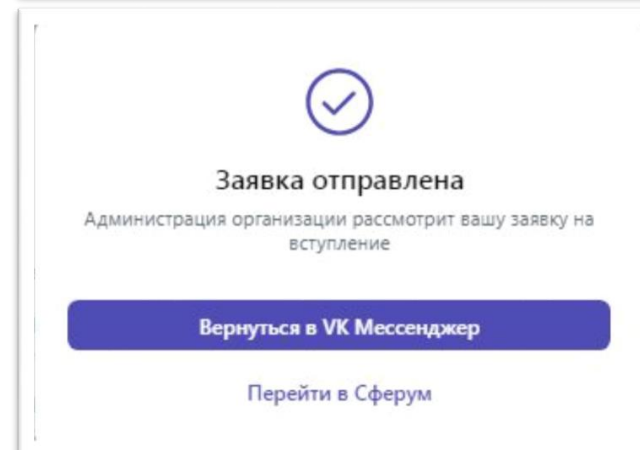 Заявка отправлена
Администрация организации рассмотрит вашу заявку на
вступление
Вернуться в VK Мессенджер
Перейти в Сферум